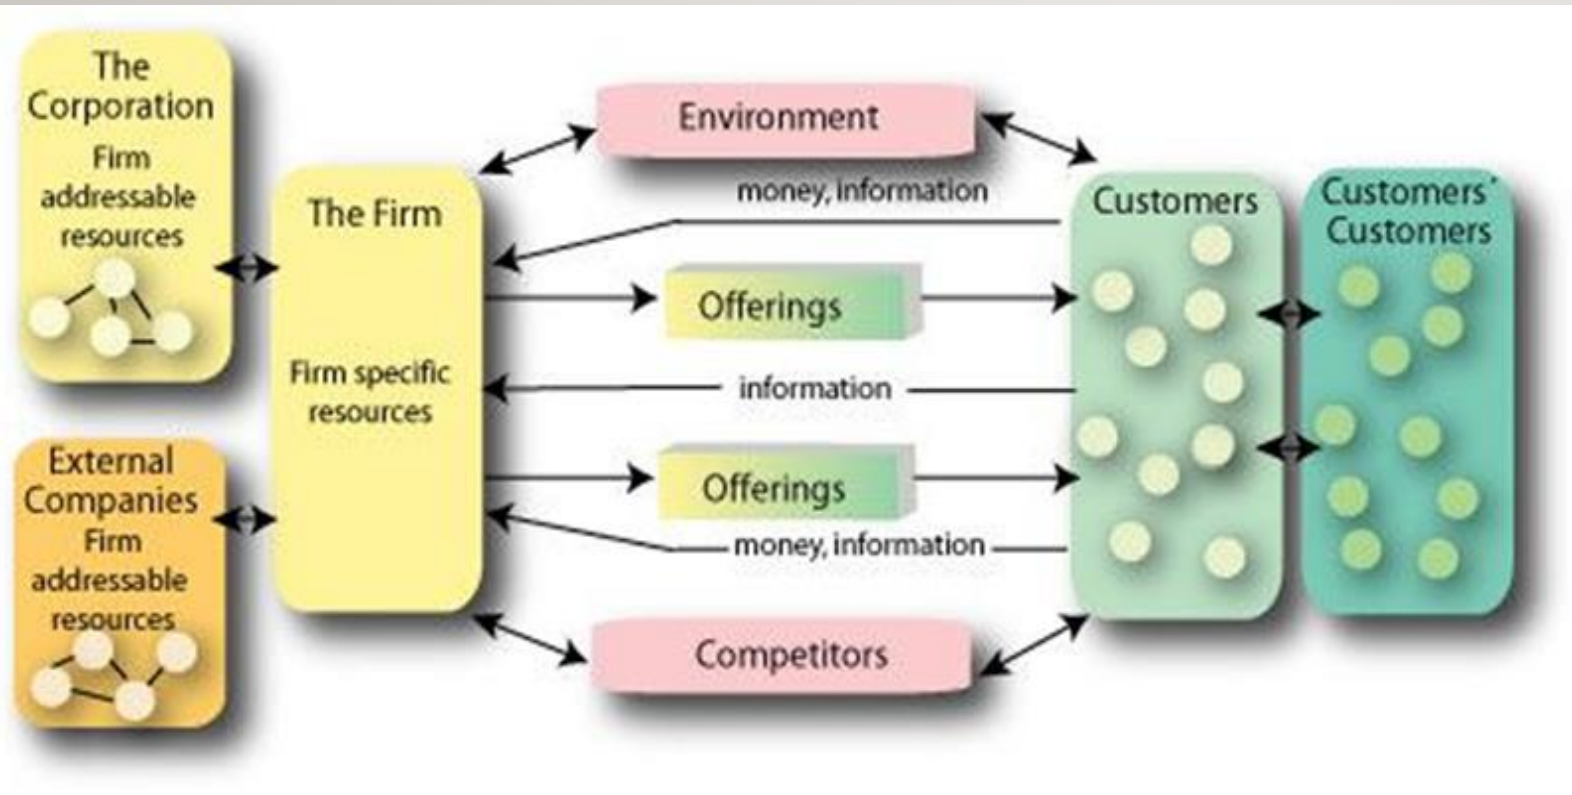 The
Corporation
Firm
addressable
resources
External
Companies
Firm
addressable
resources
The Firm
Firm specific
resources
Environment
money, information
Offerings
information
Offerings
money, information
Competitors
Customers
Customers'
Customers